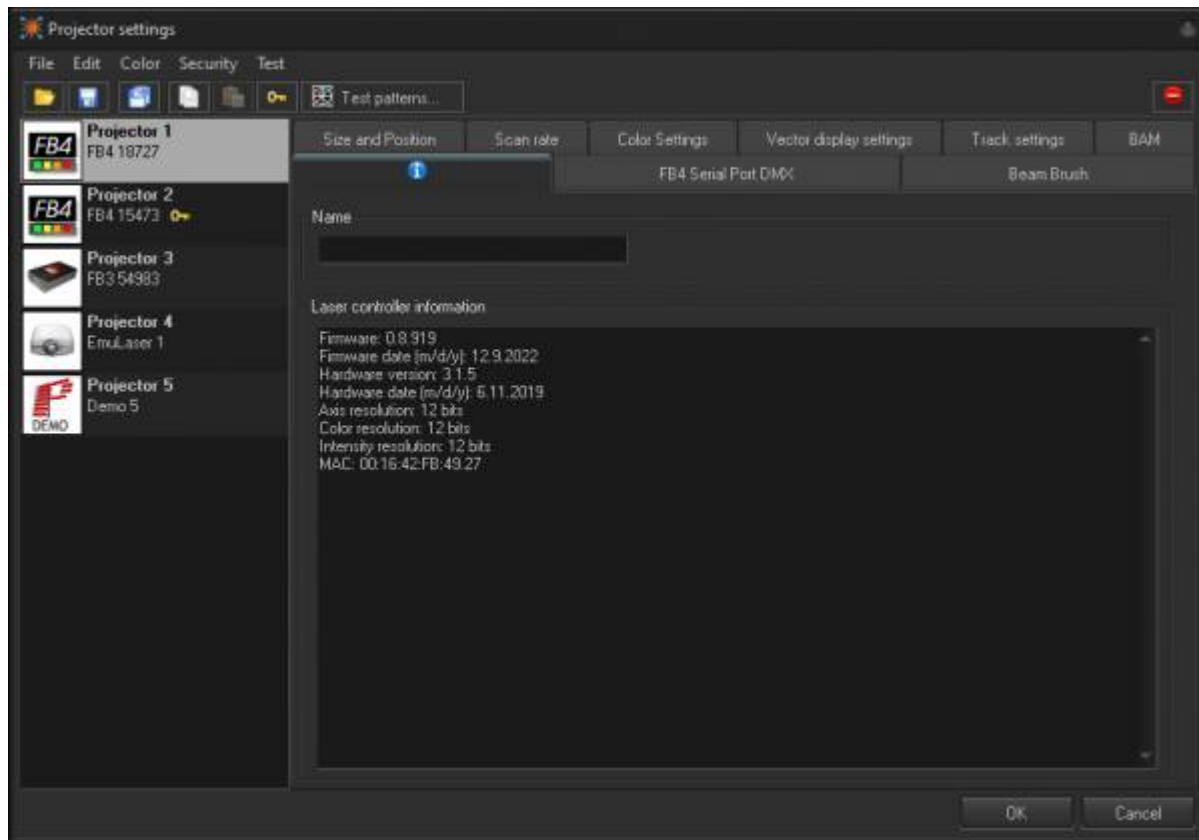 Projector settings
File Edit Color Security Test
Test patterns...
FB4
Projector 1
FB4 18727
FB4
Projector 2
FB4 15473
Projector 3
FB3 54983
Projector 4
EmuLaser 1
DEMO
Projector 5
Demo 5
Size and Position Scan rate Color Settings Vector display settings Track settings BAM
FB4 Serial Port DMX Beam Brush
Name
Laser controller information
Firmware: 0.8.919
Firmware date (m/d/y): 12.9.2022
Hardware version: 3.1.5
Hardware date (m/d/y): 6.11.2019
Axis resolution: 12 bits
Color resolution: 12 bits
Intensity resolution: 12 bits
MAC: 00:16:42:FB:49:27
OK Cancel